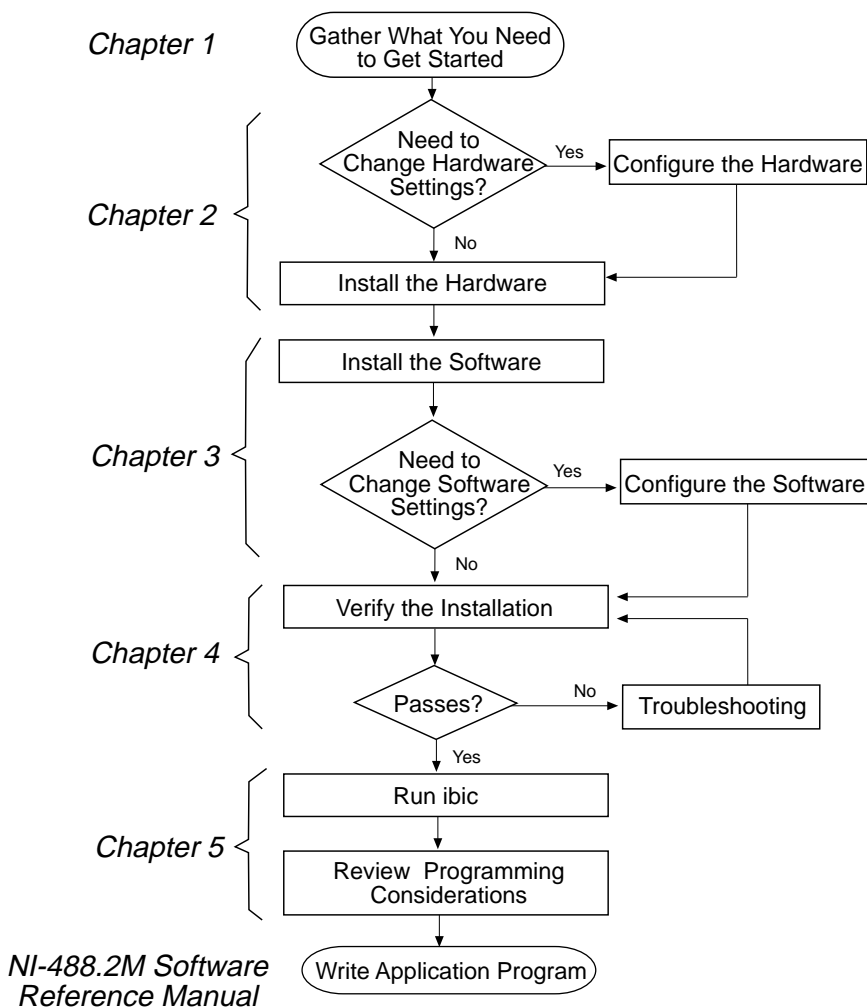 Chapter 1
Gather What You Need
to Get Started
Chapter 2
Need to
Change Hardware
Settings?
Yes
Configure the Hardware
No
Install the Hardware
Chapter 3
Install the Software
Need to
Change Software
Settings?
Yes
Configure the Software
No
Chapter 4
Verify the Installation
Passes?
No
Troubleshooting
Yes
Chapter 5
Run ibic
Review Programming
Considerations
NI-488.2M Software
Reference Manual
Write Application Program